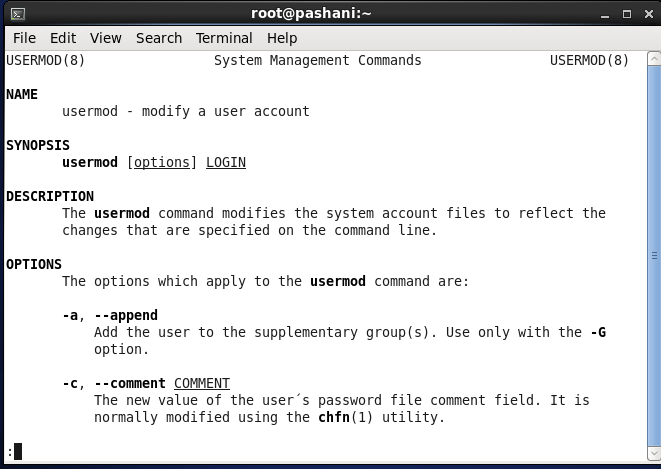 root@pashani:~
File Edit View Search Terminal Help
USERMOD(8) System Management Commands USERMOD(8)
NAME
usermod - modify a user account
SYNOPSIS
usermod [options] LOGIN
DESCRIPTION
The usermod command modifies the system account files to reflect the
changes that are specified on the command line.
OPTIONS
The options which apply to the usermod command are:
-a, --append
Add the user to the supplementary group(s). Use only with the -G
option.
-c, --comment COMMENT
The new value of the user´s password file comment field. It is
normally modified using the chfn(1) utility.
: